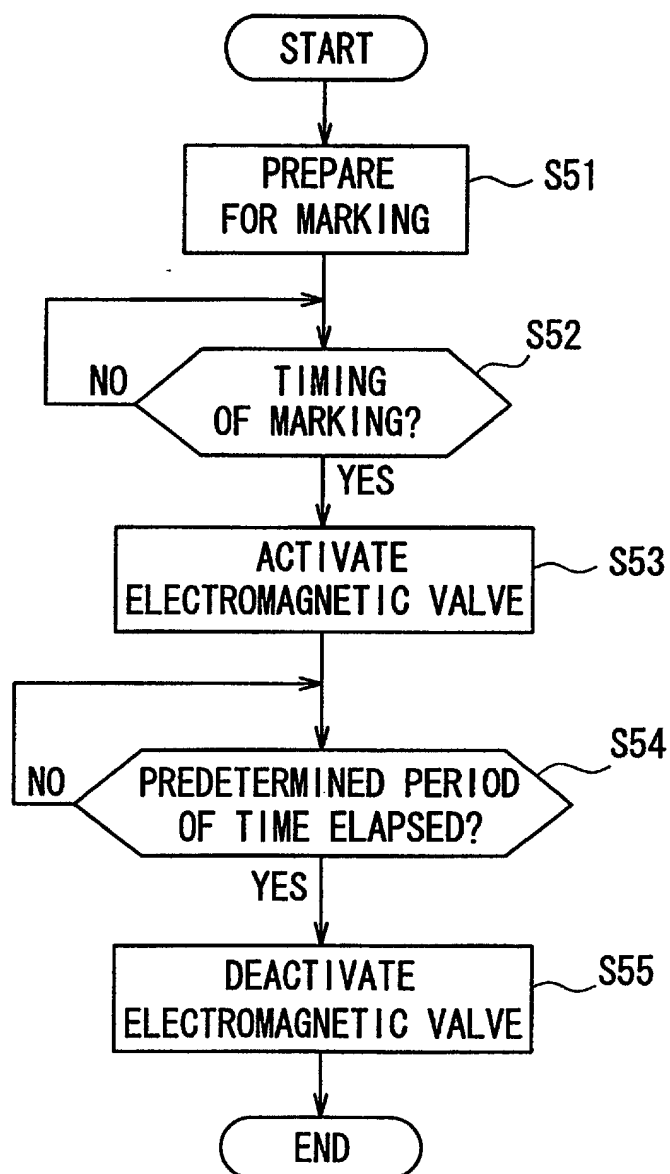 START
PREPARE
FOR MARKING
S51
S52
NO
TIMING
OF MARKING?
YES
ACTIVATE
ELECTROMAGNETIC VALVE
S53
S54
NO
PREDETERMINED PERIOD
OF TIME ELAPSED?
YES
DEACTIVATE
ELECTROMAGNETIC VALVE
S55
END